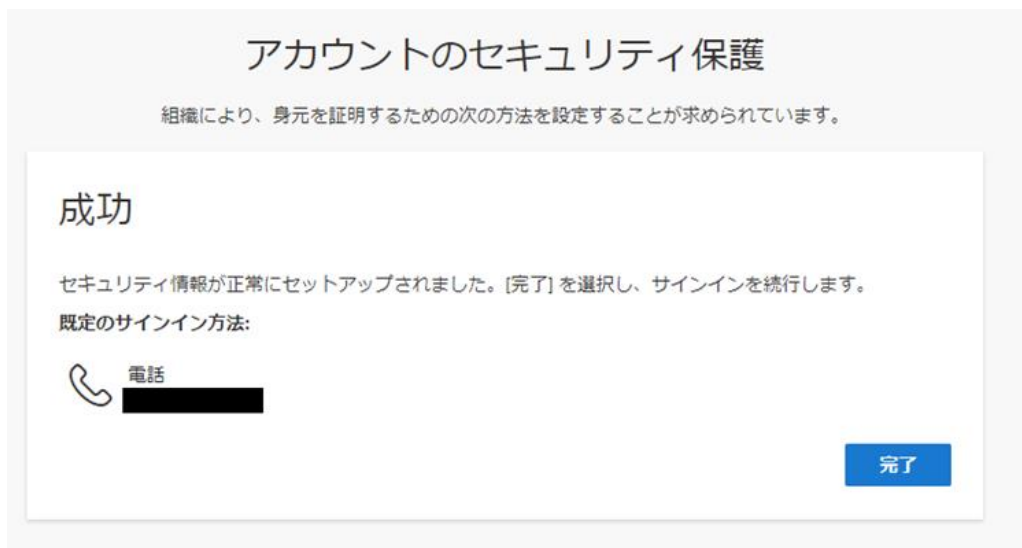 アカウントのセキュリティ保護
組織により、身元を証明するための次の方法を設定することが求められています。
成功
セキュリティ情報が正常にセットアップされました。[完了] を選択し、サインインを続行します。
既定のサインイン方法:
電話
完了